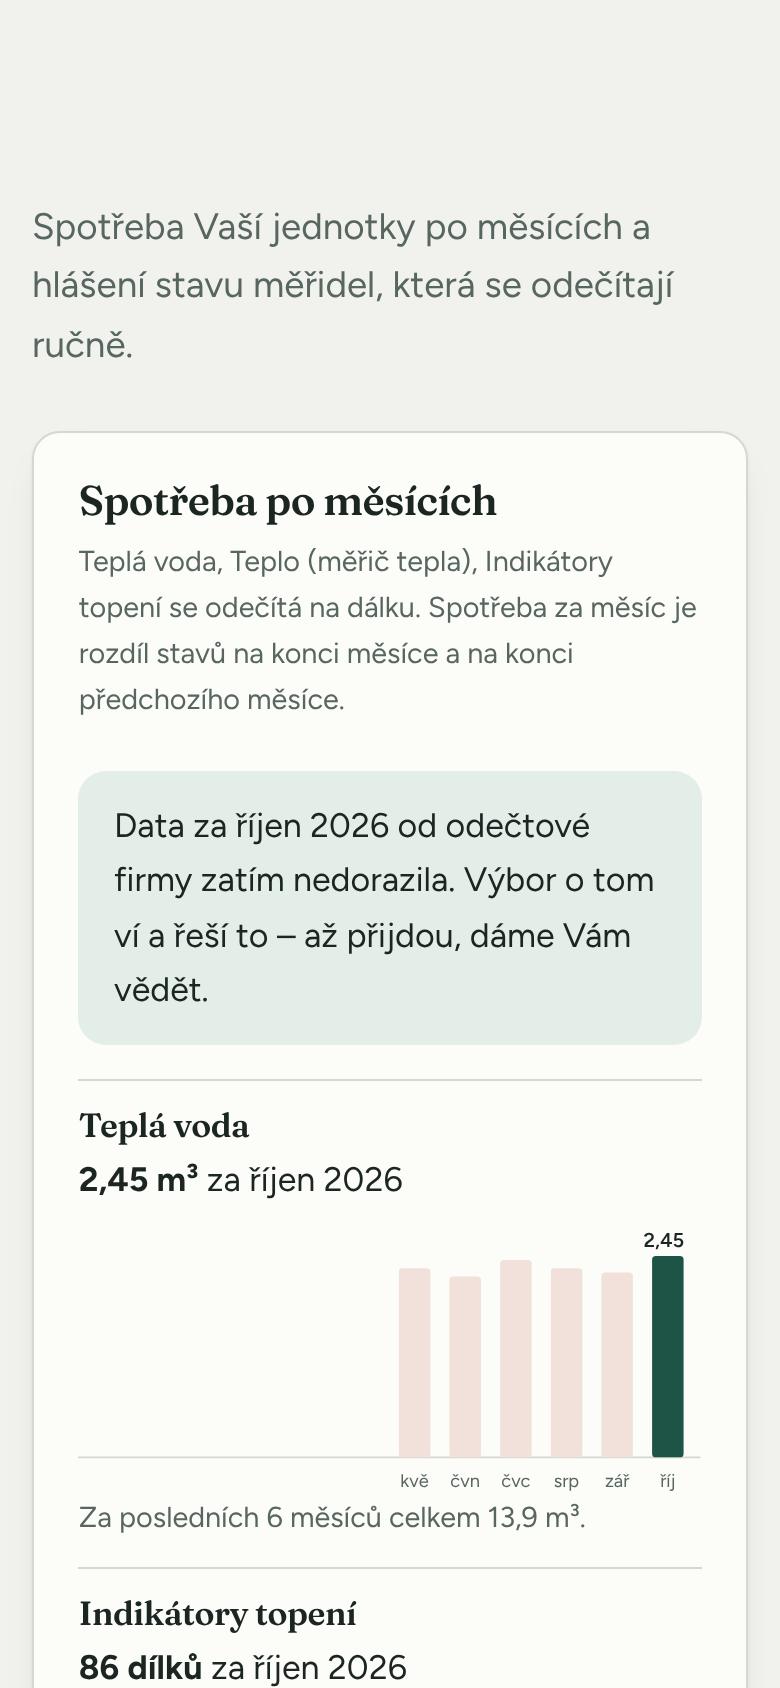 Spotřeba Vaší jednotky po měsících a
hlášení stavu měřidel, která se odečítají
ručně.
Spotřeba po měsících
Teplá voda, Teplo (měřič tepla), Indikátory
topení se odečítá na dálku. Spotřeba za měsíc je
rozdíl stavů na konci měsíce a na konci
předchozího měsíce.
Data za říjen 2026 od odečtové
firmy zatím nedorazila. Výbor o tom
ví a řeší to – až přijdou, dáme Vám
vědět.
Teplá voda
2,45 m³ za říjen 2026
2,45
kvě čvn čvc srp zář říj
Za posledních 6 měsíců celkem 13,9 m³.
Indikátory topení
86 dílků za říjen 2026